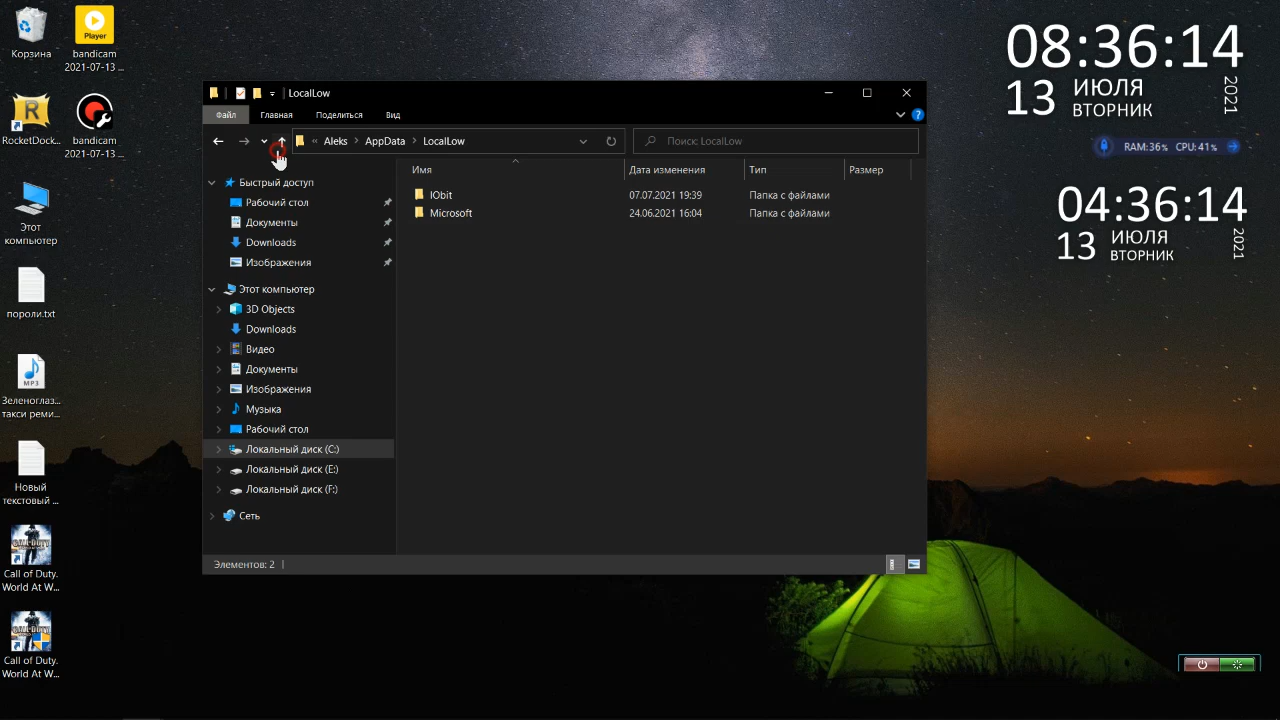 Корзина
Player
bandicam
2021-07-13 ...
RocketDock...
bandicam
2021-07-13 ...
Этот
компьютер
пороли.txt
MP3
Зеленоглаз...
такси реми...
Новый
текстовый ...
Call of Duty.
World At W...
Call of Duty.
World At W...
LocalLow
Файл Главная Поделиться Вид
« Aleks > AppData > LocalLow
Поиск: LocalLow
Имя Дата изменения Тип Размер
IObit 07.07.2021 19:39 Папка с файлами
Microsoft 24.06.2021 16:04 Папка с файлами
Быстрый доступ
Рабочий стол
Документы
Downloads
Изображения
Этот компьютер
3D Objects
Downloads
Видео
Документы
Изображения
Музыка
Рабочий стол
Локальный диск (C:)
Локальный диск (E:)
Локальный диск (F:)
Сеть
Элементов: 2
08:36:14
13 ИЮЛЯ
ВТОРНИК
2021
RAM:36% CPU:41%
04:36:14
13 ИЮЛЯ
ВТОРНИК
2021